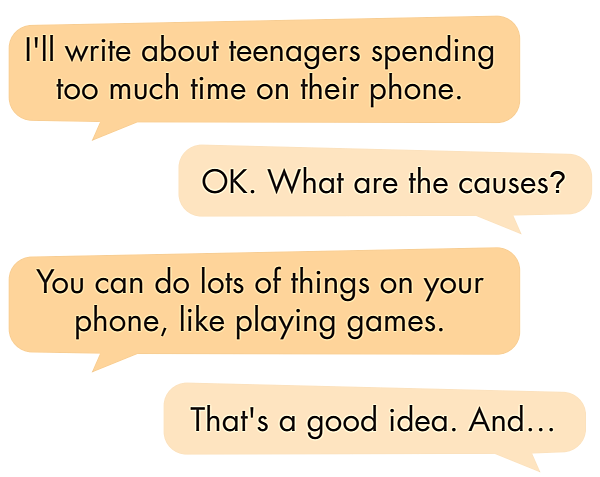 I'll write about teenagers spending
too much time on their phone.
OK. What are the causes?
You can do lots of things on your
phone, like playing games.
That's a good idea. And...